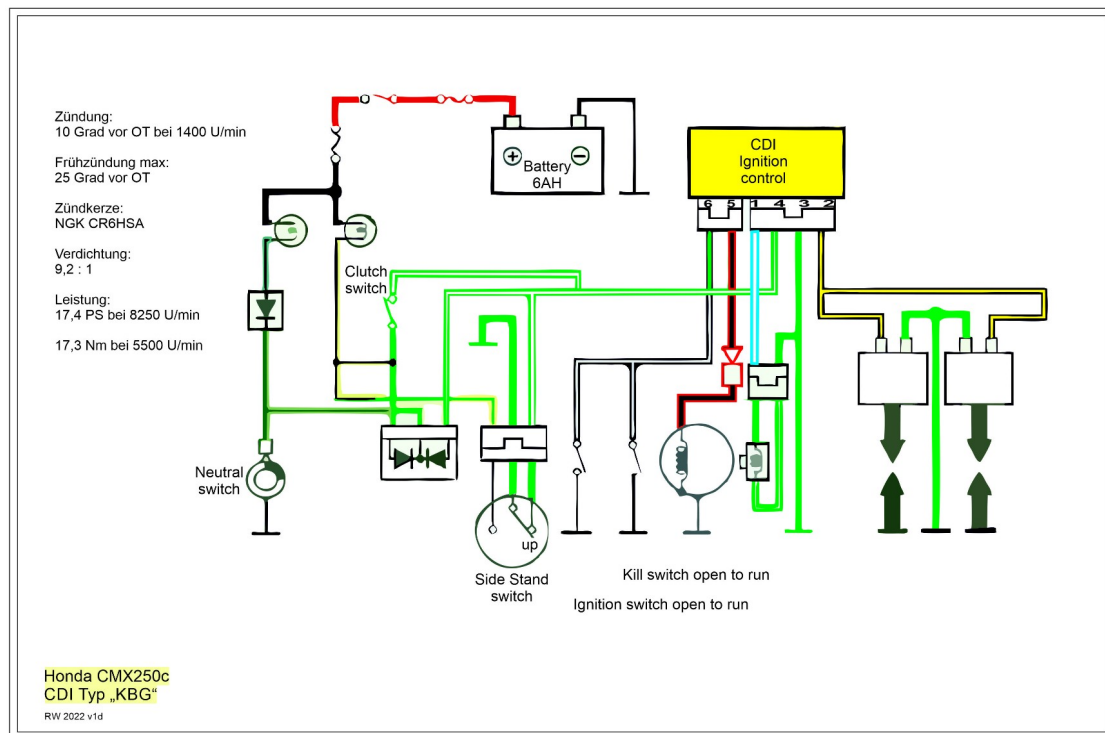 Zündung:
10 Grad vor OT bei 1400 U/min
Frühzündung max:
25 Grad vor OT
Zündkerze:
NGK CR6HSA
Verdichtung:
9,2 : 1
Leistung:
17,4 PS bei 8250 U/min
17,3 Nm bei 5500 U/min
Battery
6AH
CDI
Ignition
control
6 5 1 4 3 2
Clutch
switch
Neutral
switch
up
Side Stand
switch
Kill switch open to run
Ignition switch open to run
Honda CMX250c
CDI Typ „KBG“
RW 2022 v1d